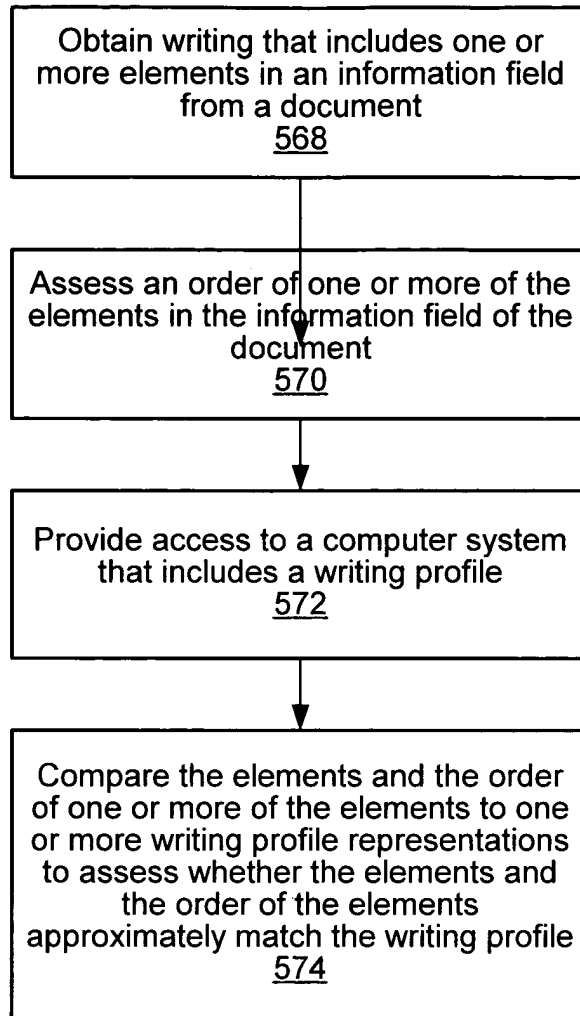 Obtain writing that includes one or
more elements in an information field
from a document
568
Assess an order of one or more of the
elements in the information field of the
document
570
Provide access to a computer system
that includes a writing profile
572
Compare the elements and the order
of one or more of the elements to one
or more writing profile representations
to assess whether the elements and
the order of the elements
approximately match the writing profile
574